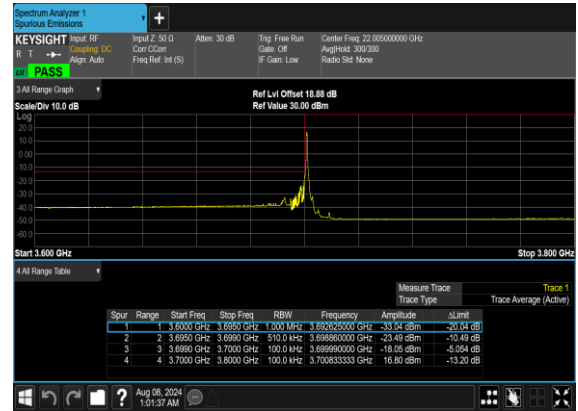 Spectrum Analyzer 1
Spurious Emissions
+
KEYSIGHT Input: RF Input Z: 50 Ω Atten: 30 dB Trig: Free Run Center Freq: 22.005000000 GHz
R T Coupling: DC Corr CCorr Gate: Off Avg|Hold: 300/300
Align: Auto Freq Ref: Int (S) IF Gain: Low Radio Std: None
LXI PASS
3 All Range Graph
Ref Lvl Offset 18.88 dB
Scale/Div 10.0 dB Ref Value 30.00 dBm
Log
20.0
10.0
0.00
-10.0
-20.0
-30.0
-40.0
-50.0
-60.0
Start 3.600 GHz Stop 3.800 GHz
4 All Range Table
Measure Trace Trace 1
Trace Type Trace Average (Active)
Spur Range Start Freq Stop Freq RBW Frequency Amplitude ΔLimit
1 1 3.6000 GHz 3.6950 GHz 1.000 MHz 3.692625000 GHz -33.04 dBm -20.04 dB
2 2 3.6950 GHz 3.6990 GHz 510.0 kHz 3.698860000 GHz -23.49 dBm -10.49 dB
3 3 3.6990 GHz 3.7000 GHz 100.0 kHz 3.699990000 GHz -18.05 dBm -5.054 dB
4 4 3.7000 GHz 3.8000 GHz 100.0 kHz 3.700833333 GHz 16.80 dBm -13.20 dB
? Aug 08, 2024
1:01:37 AM